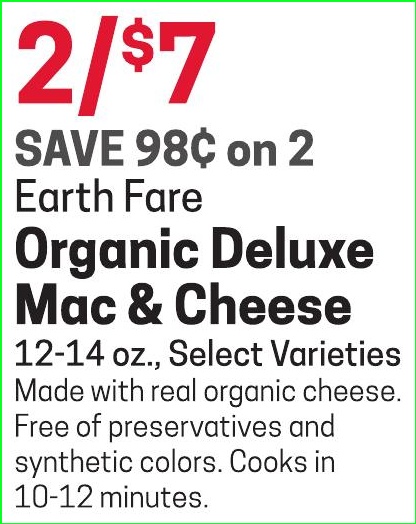 2/$7
SAVE 98¢ on 2
Earth Fare
Organic Deluxe
Mac & Cheese
12-14 oz., Select Varieties
Made with real organic cheese.
Free of preservatives and
synthetic colors. Cooks in
10-12 minutes.